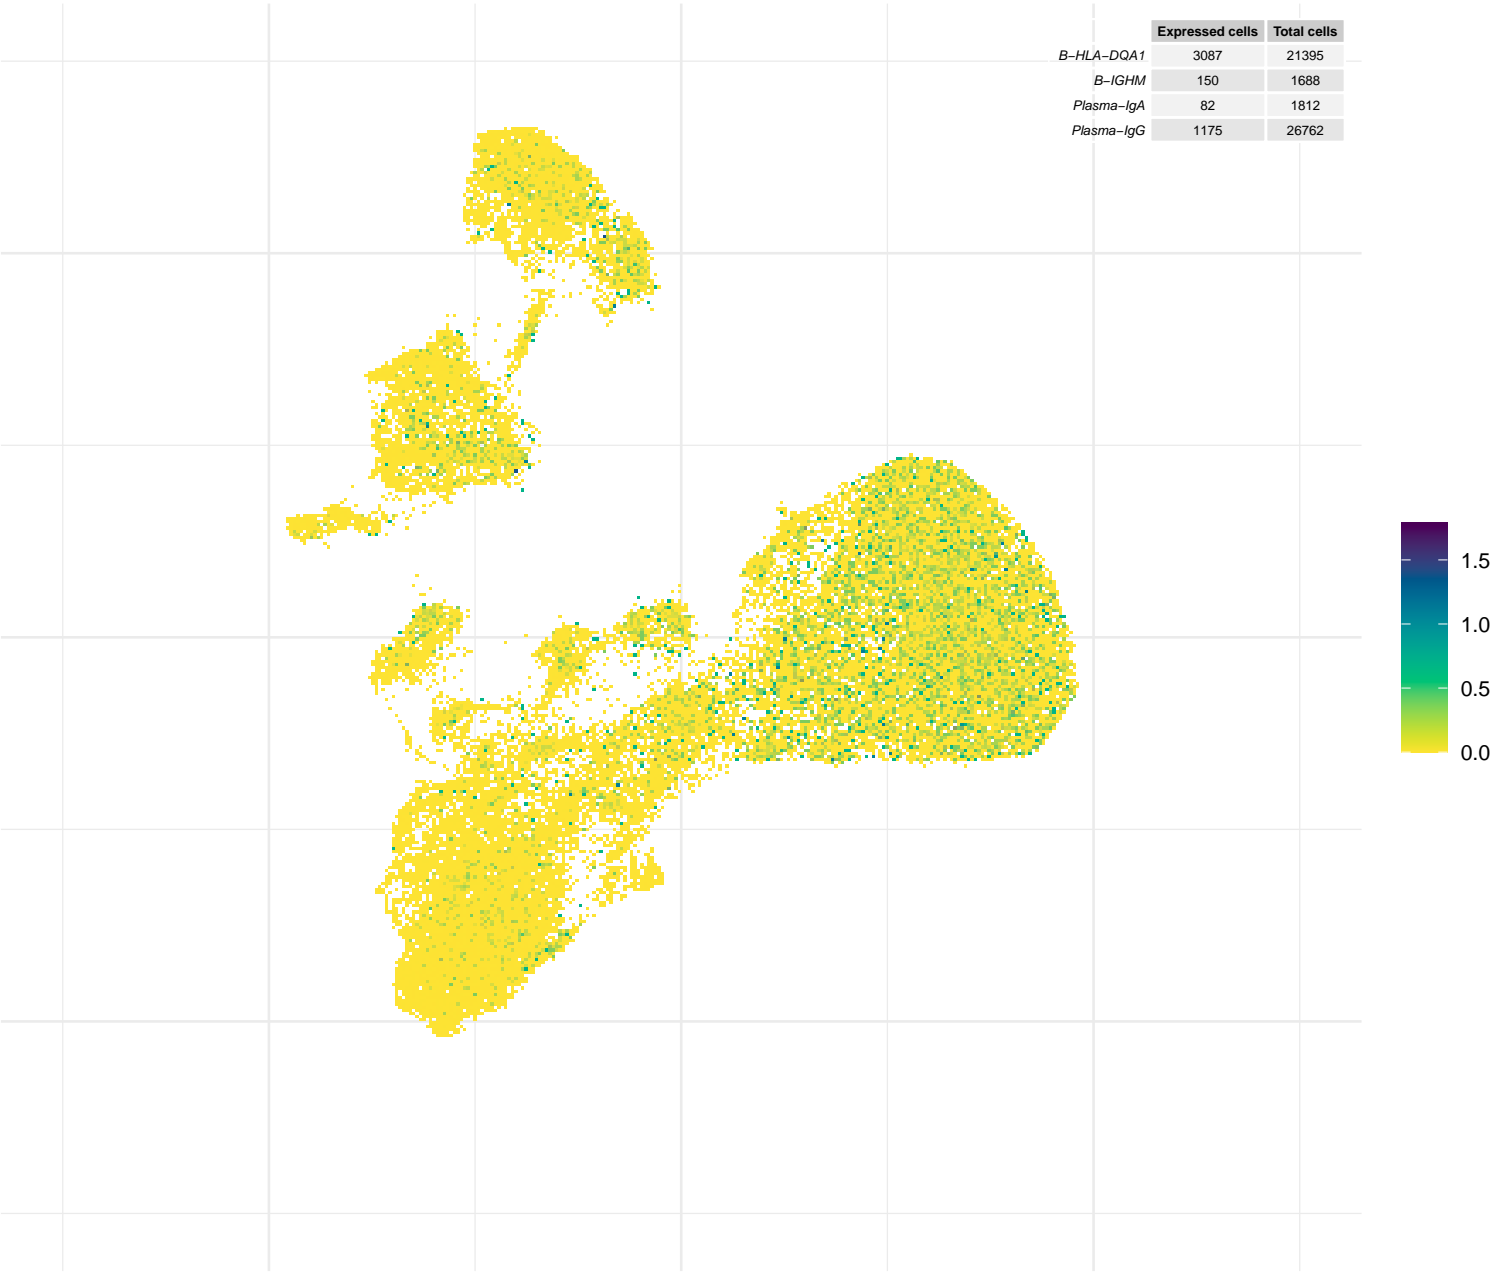 Expressed cells Total cells
B−HLA−DQA1 3087 21395
B−IGHM 150 1688
Plasma−IgA 82 1812
Plasma−IgG 1175 26762
1.5
1.0
0.5
0.0